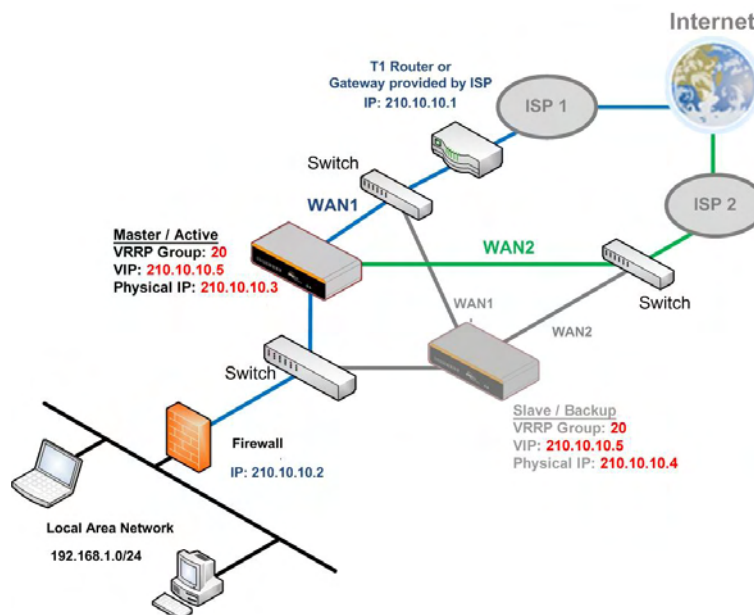 Internet
T1 Router or
Gateway provided by ISP
IP: 210.10.10.1
ISP 1
Switch
WAN1
ISP 2
Master / Active
VRRP Group: 20
VIP: 210.10.10.5
Physical IP: 210.10.10.3
WAN2
Switch
WAN1
WAN2
Switch
Slave / Backup
VRRP Group: 20
VIP: 210.10.10.5
Physical IP: 210.10.10.4
Firewall
IP: 210.10.10.2
Local Area Network
192.168.1.0/24